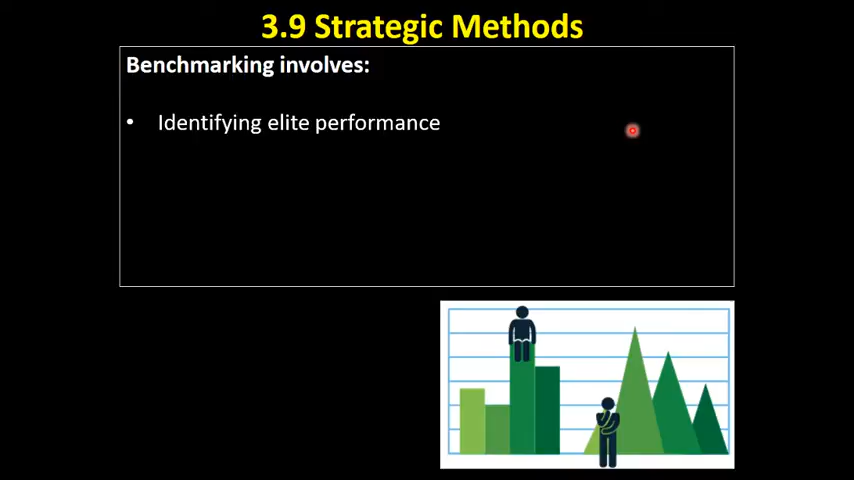 3.9 Strategic Methods
Benchmarking involves:
• Identifying elite performance